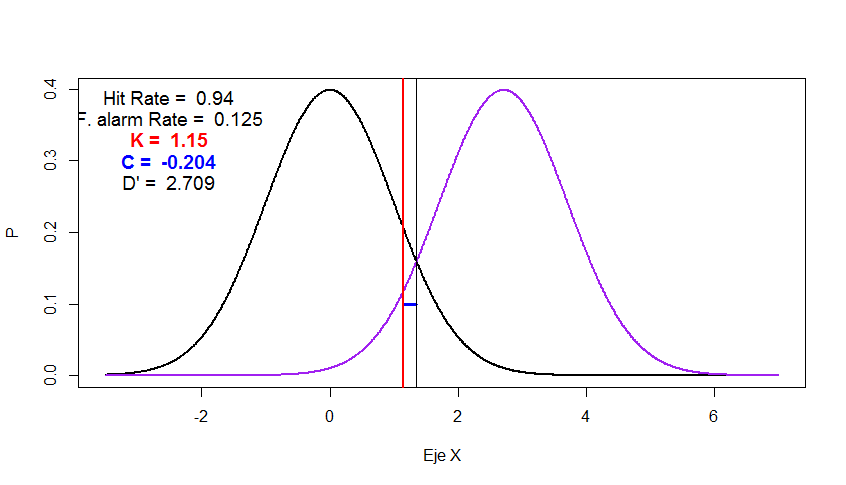 Hit Rate = 0.94
F. alarm Rate = 0.125
K = 1.15
C = -0.204
D' = 2.709
0.4
0.3
0.2
0.1
0.0
P
-2 0 2 4 6
Eje X